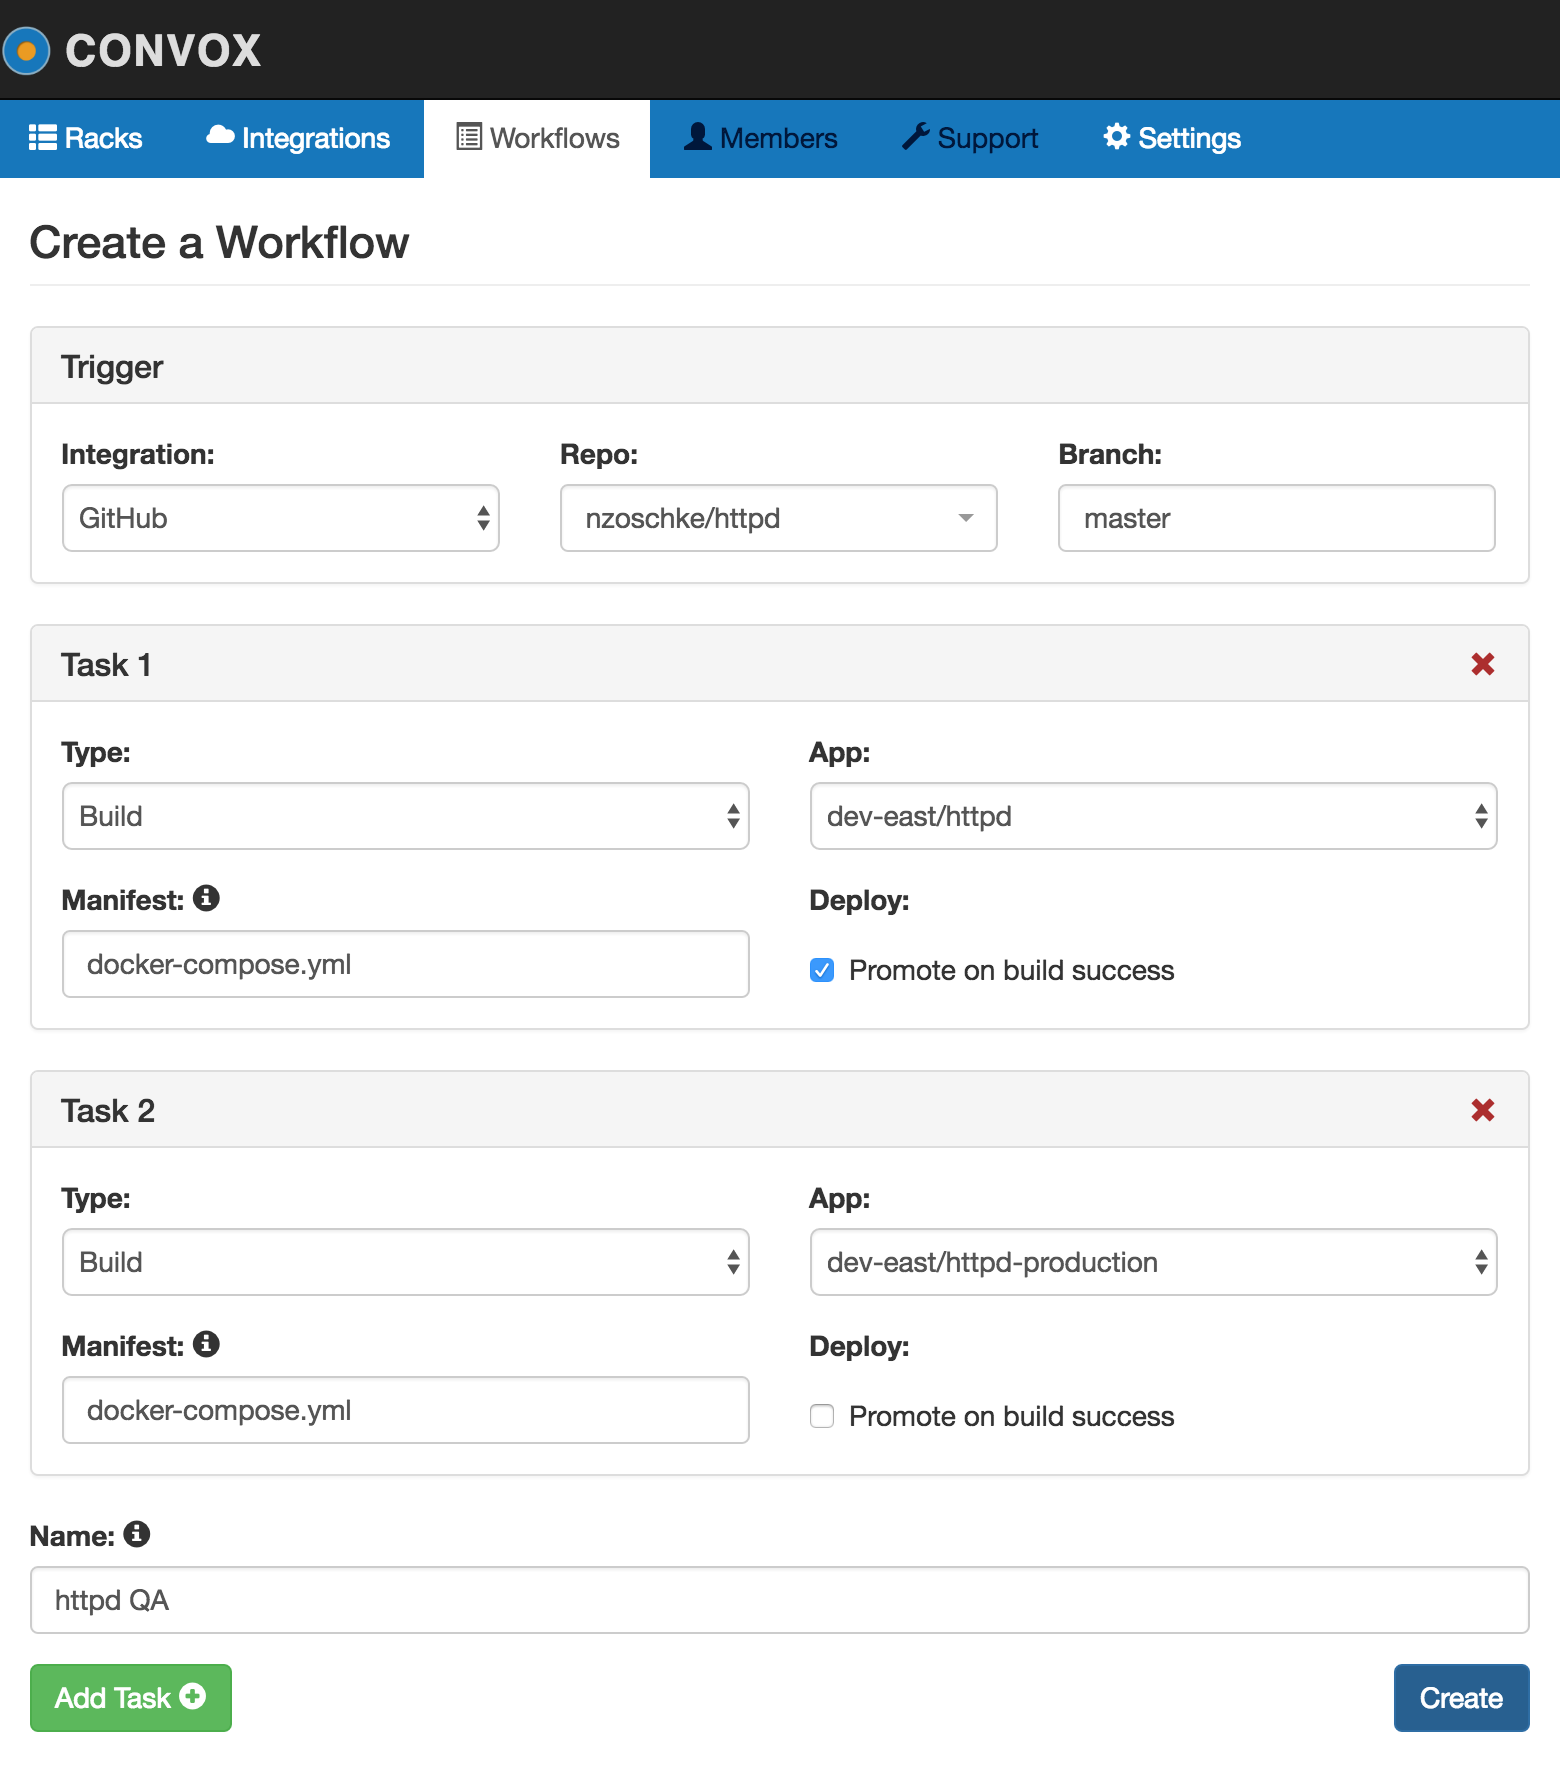 CONVOX
Racks Integrations Workflows Members Support Settings
Create a Workflow
Trigger
Integration: Repo: Branch:
GitHub nzoschke/httpd master
Task 1
Type: App:
Build dev-east/httpd
Manifest: Deploy:
docker-compose.yml Promote on build success
Task 2
Type: App:
Build dev-east/httpd-production
Manifest: Deploy:
docker-compose.yml Promote on build success
Name:
httpd QA
Add Task Create